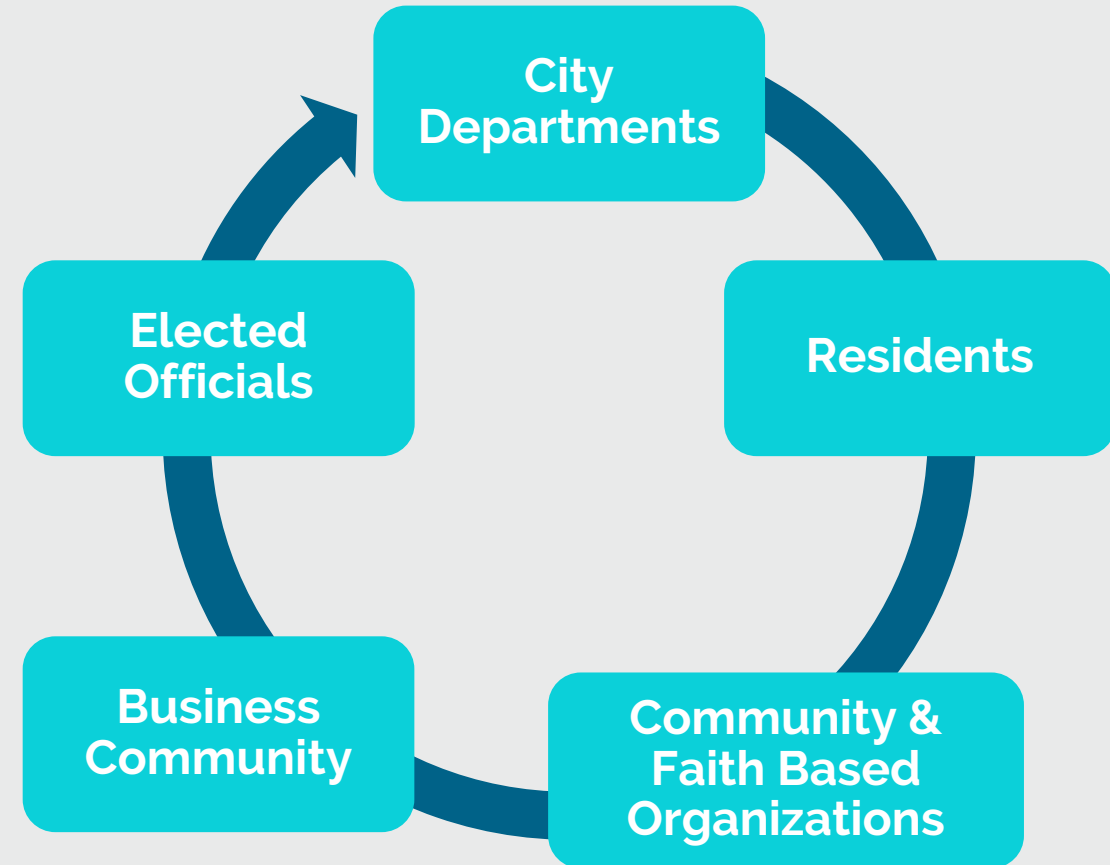 City
Departments
Residents
Community &
Faith Based
Organizations
Business
Community
Elected
Officials